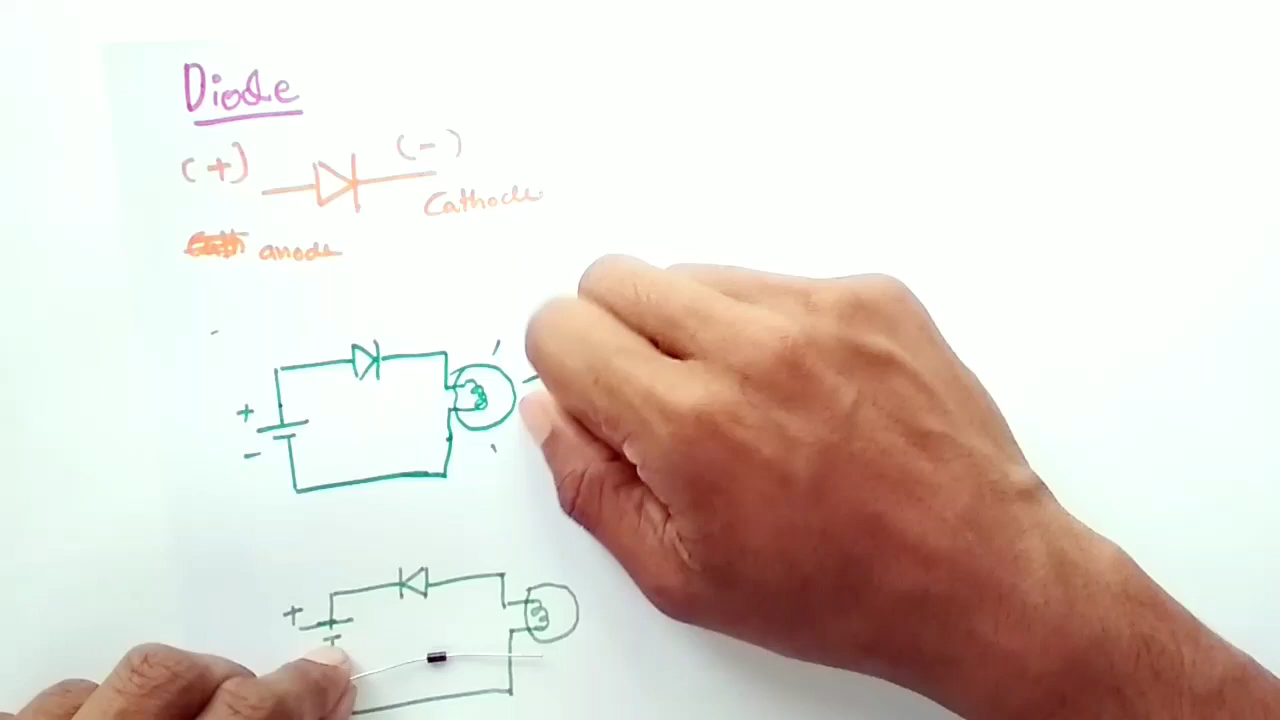 Diode
(+) (-)
Cathode
anode
+
-
+
-